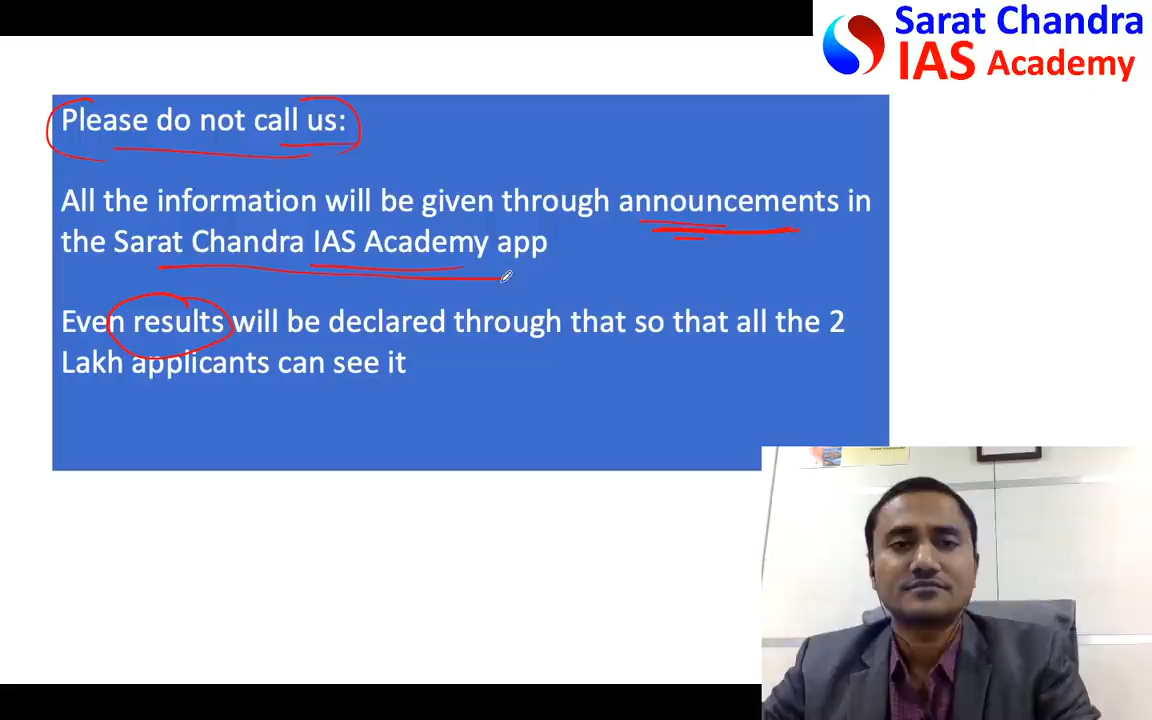 Sarat Chandra
IAS Academy
Please do not call us:
All the information will be given through announcements in
the Sarat Chandra IAS Academy app
Even results will be declared through that so that all the 2
Lakh applicants can see it